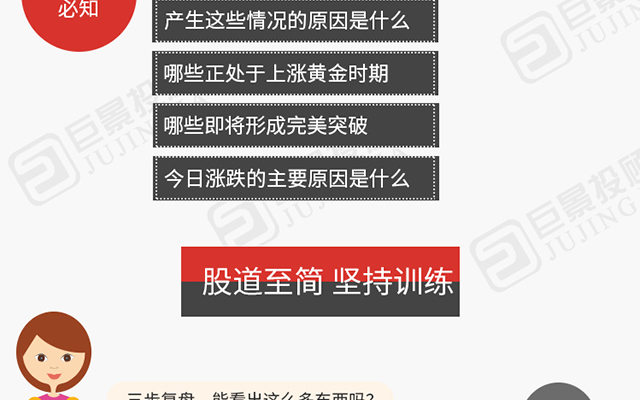 必知
产生这些情况的原因是什么
哪些正处于上涨黄金时期
哪些即将形成完美突破
今日涨跌的主要原因是什么
股道至简 坚持训练
三步复盘，能看出这么多东西吗？
巨景投顾
JUJING